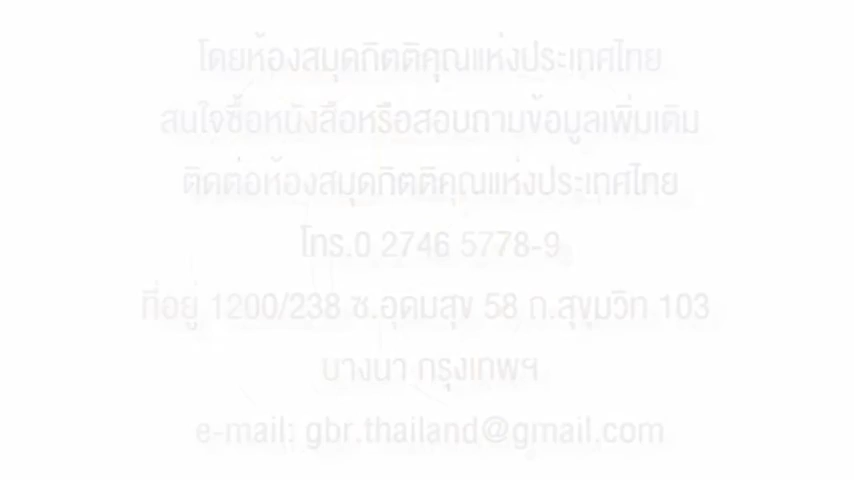 โดยห้องสมุดกิตติคุณแห่งประเทศไทย
สนใจซื้อหนังสือหรือสอบถามข้อมูลเพิ่มเติม
ติดต่อห้องสมุดกิตติคุณแห่งประเทศไทย
โทร.0 2746 5778-9
ที่อยู่ 1200/238 ซ.อุดมสุข 58 ถ.สุขุมวิท 103
บางนา กรุงเทพฯ
e-mail: gbr.thailand@gmail.com